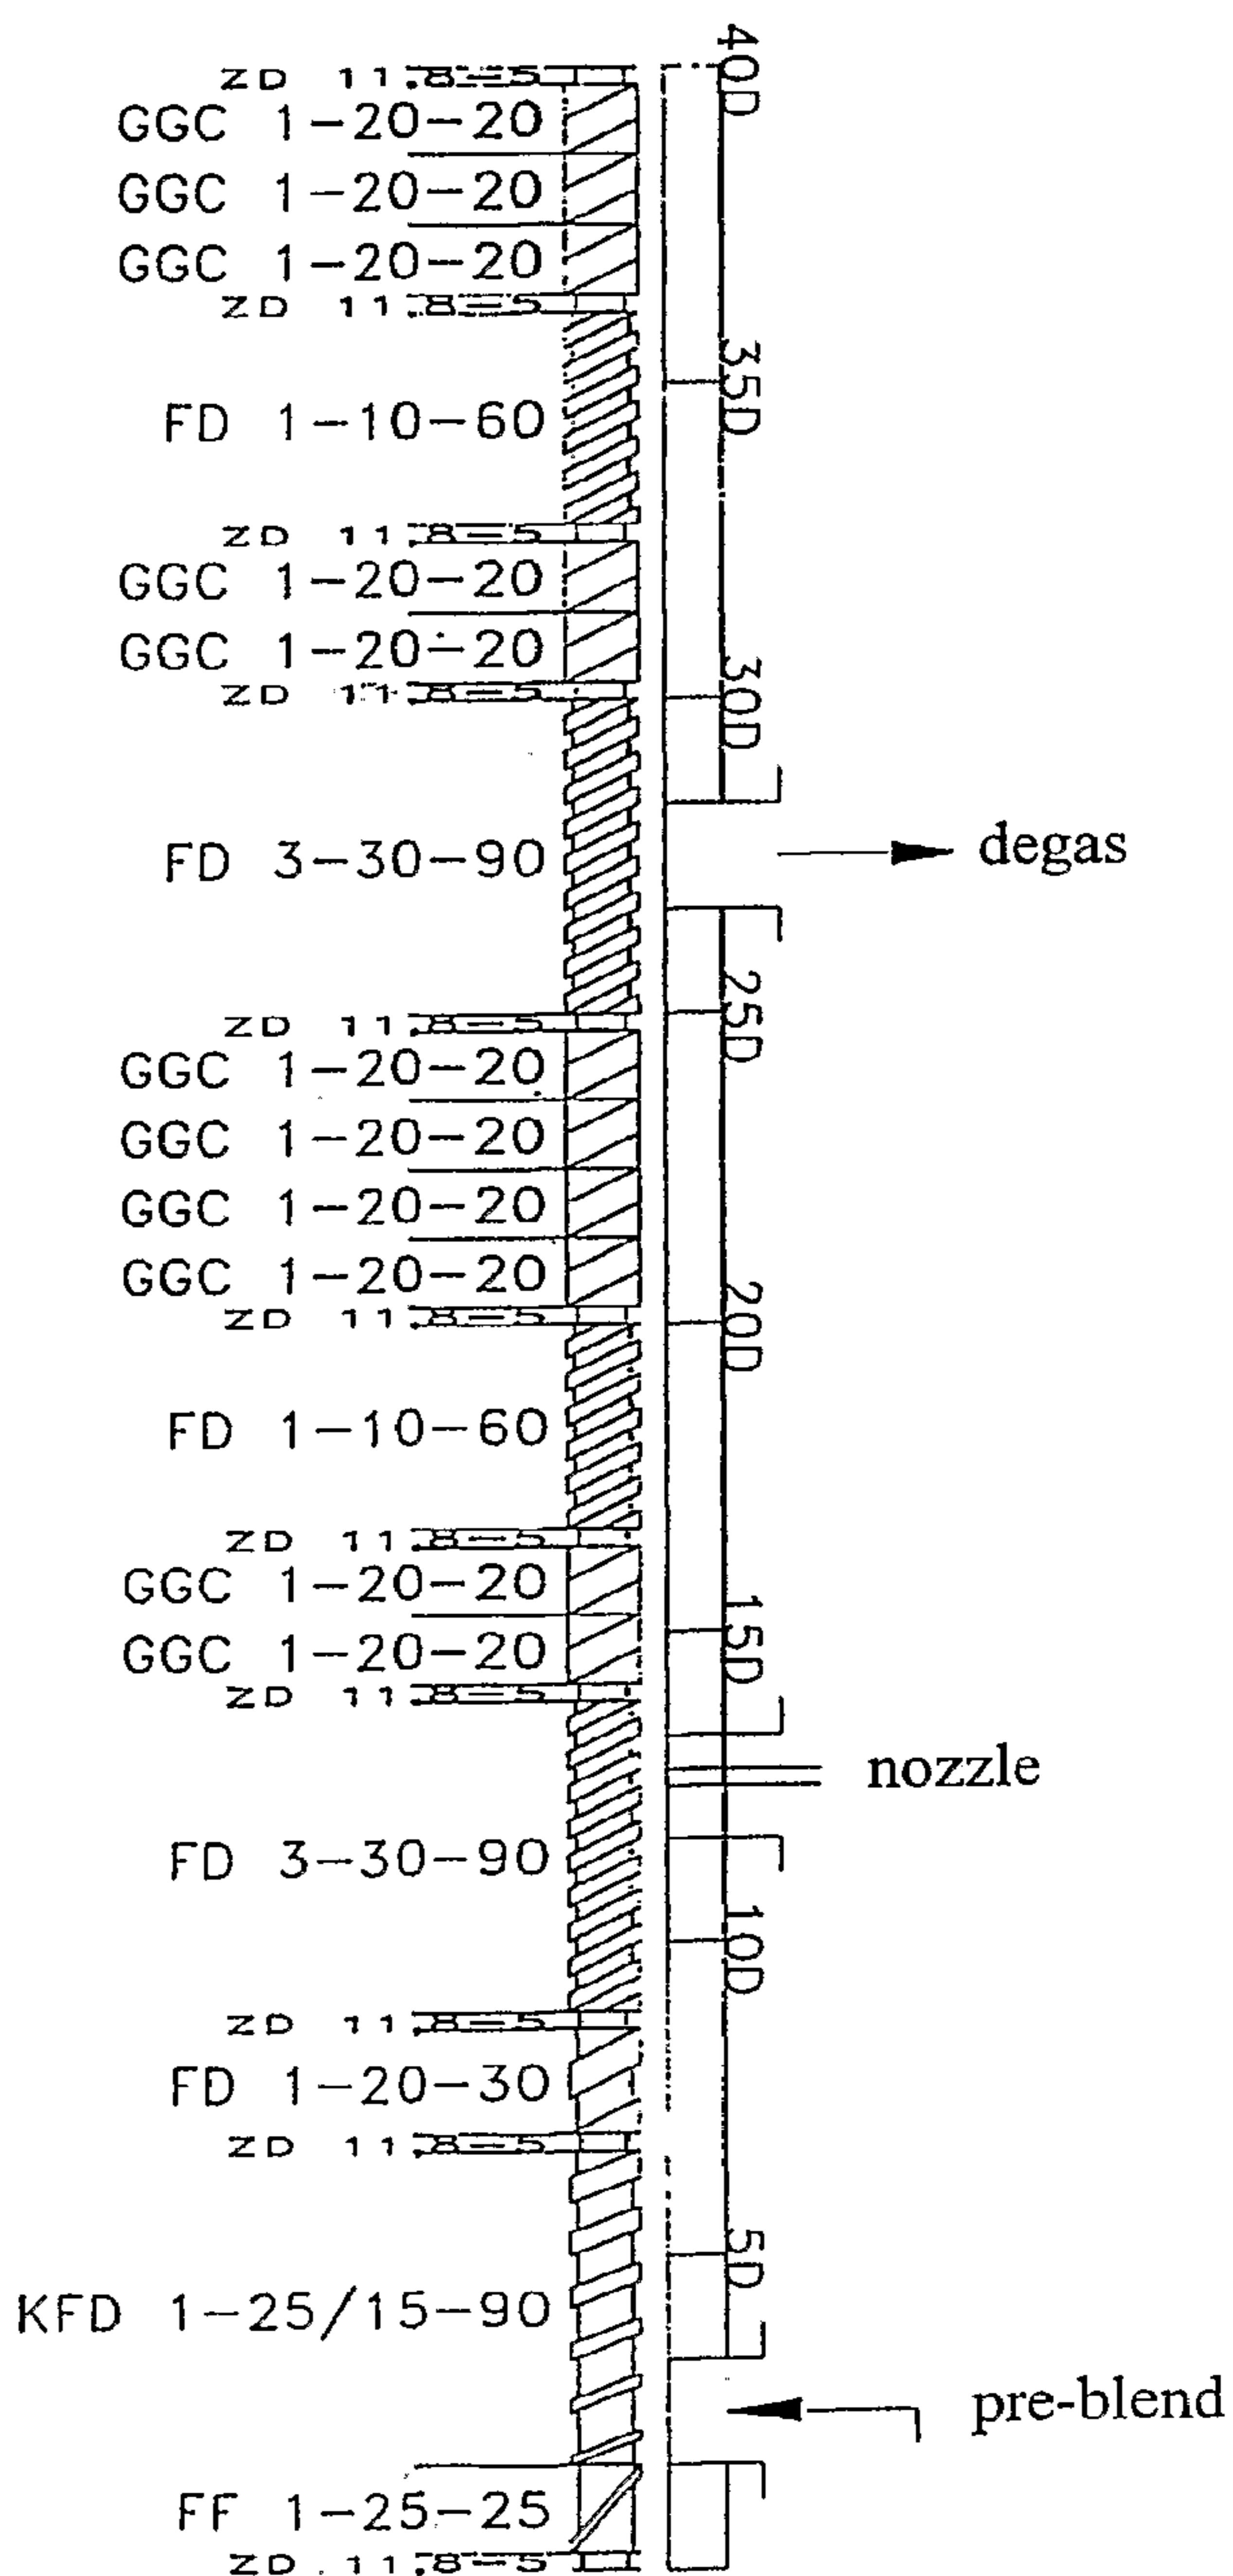 40D
ZD 11.8-5
GGC 1-20-20
GGC 1-20-20
GGC 1-20-20
ZD 11.8-5
35D
FD 1-10-60
ZD 11.8-5
GGC 1-20-20
GGC 1-20-20
ZD 11.8-5
30D
FD 3-30-90
degas
ZD 11.8-5
25D
GGC 1-20-20
GGC 1-20-20
GGC 1-20-20
GGC 1-20-20
ZD 11.8-5
20D
FD 1-10-60
ZD 11.8-5
GGC 1-20-20
GGC 1-20-20
15D
ZD 11.8-5
nozzle
FD 3-30-90
10D
ZD 11.8-5
FD 1-20-30
ZD 11.8-5
5D
KFD 1-25/15-90
pre-blend
FF 1-25-25
ZD 11.8-5